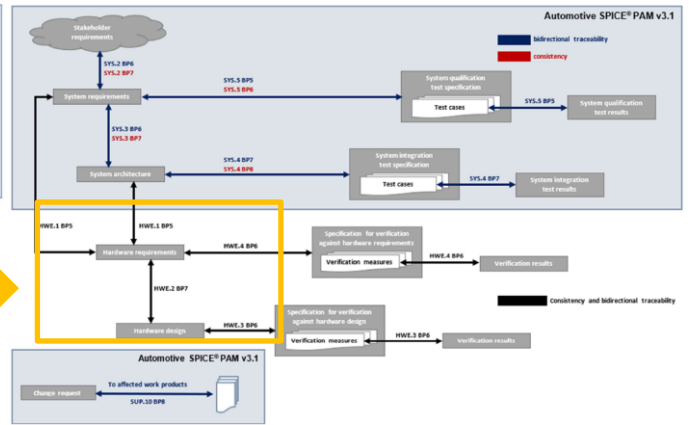 Automotive SPICE® PAM v3.1
Stakeholder
requirements
bidirectional traceability
consistency
SYS.2 BP6
SYS.2 BP7
System requirements
SYS.5 BP5
SYS.5 BP6
System qualification
test specification
Test cases
SYS.5 BP5
System qualification
test results
SYS.3 BP6
SYS.3 BP7
System architecture
SYS.4 BP7
SYS.4 BP8
System integration
test specification
Test cases
SYS.4 BP7
System integration
test results
HWE.1 BP5
HWE.1 BP5
Hardware requirements
HWE.4 BP6
Specification for verification
against hardware requirements
Verification measures
HWE.4 BP6
Verification results
HWE.2 BP7
Consistency and bidirectional traceability
Hardware design
HWE.3 BP6
Specification for verification
against hardware design
Verification measures
HWE.3 BP6
Verification results
Automotive SPICE® PAM v3.1
Change request
To affected work products
SUP.10 BP8